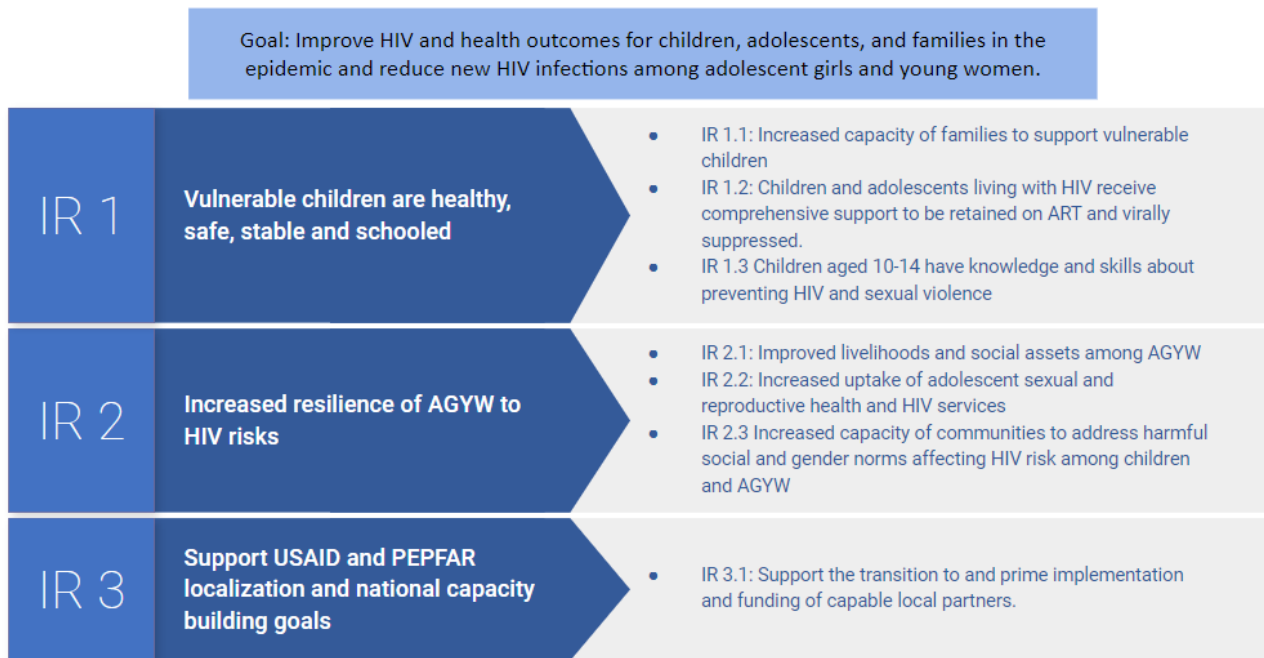 Goal: Improve HIV and health outcomes for children, adolescents, and families in the
epidemic and reduce new HIV infections among adolescent girls and young women.
IR 1
Vulnerable children are healthy,
safe, stable and schooled
● IR 1.1: Increased capacity of families to support vulnerable
children
● IR 1.2: Children and adolescents living with HIV receive
comprehensive support to be retained on ART and virally
suppressed.
● IR 1.3 Children aged 10-14 have knowledge and skills about
preventing HIV and sexual violence
IR 2
Increased resilience of AGYW to
HIV risks
● IR 2.1: Improved livelihoods and social assets among AGYW
● IR 2.2: Increased uptake of adolescent sexual and
reproductive health and HIV services
● IR 2.3 Increased capacity of communities to address harmful
social and gender norms affecting HIV risk among children
and AGYW
IR 3
Support USAID and PEPFAR
localization and national capacity
building goals
● IR 3.1: Support the transition to and prime implementation
and funding of capable local partners.